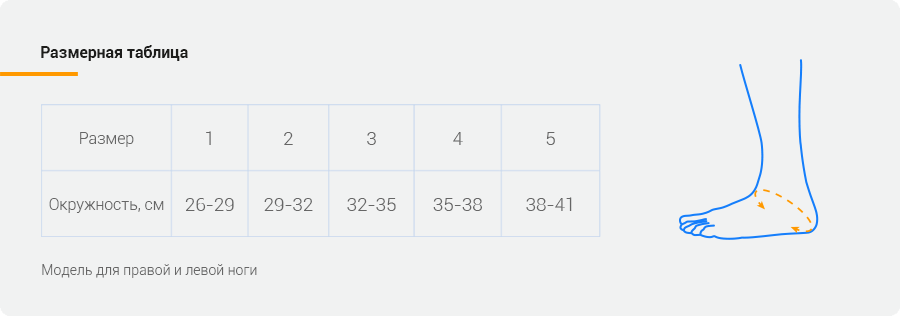 Размерная таблица
Размер 1 2 3 4 5
Окружность, см 26-29 29-32 32-35 35-38 38-41
Модель для правой и левой ноги